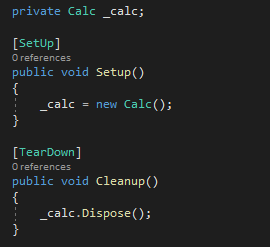 private Calc _calc;
[SetUp]
0 references
public void Setup()
{
_calc = new Calc();
}
[TearDown]
0 references
public void Cleanup()
{
_calc.Dispose();
}